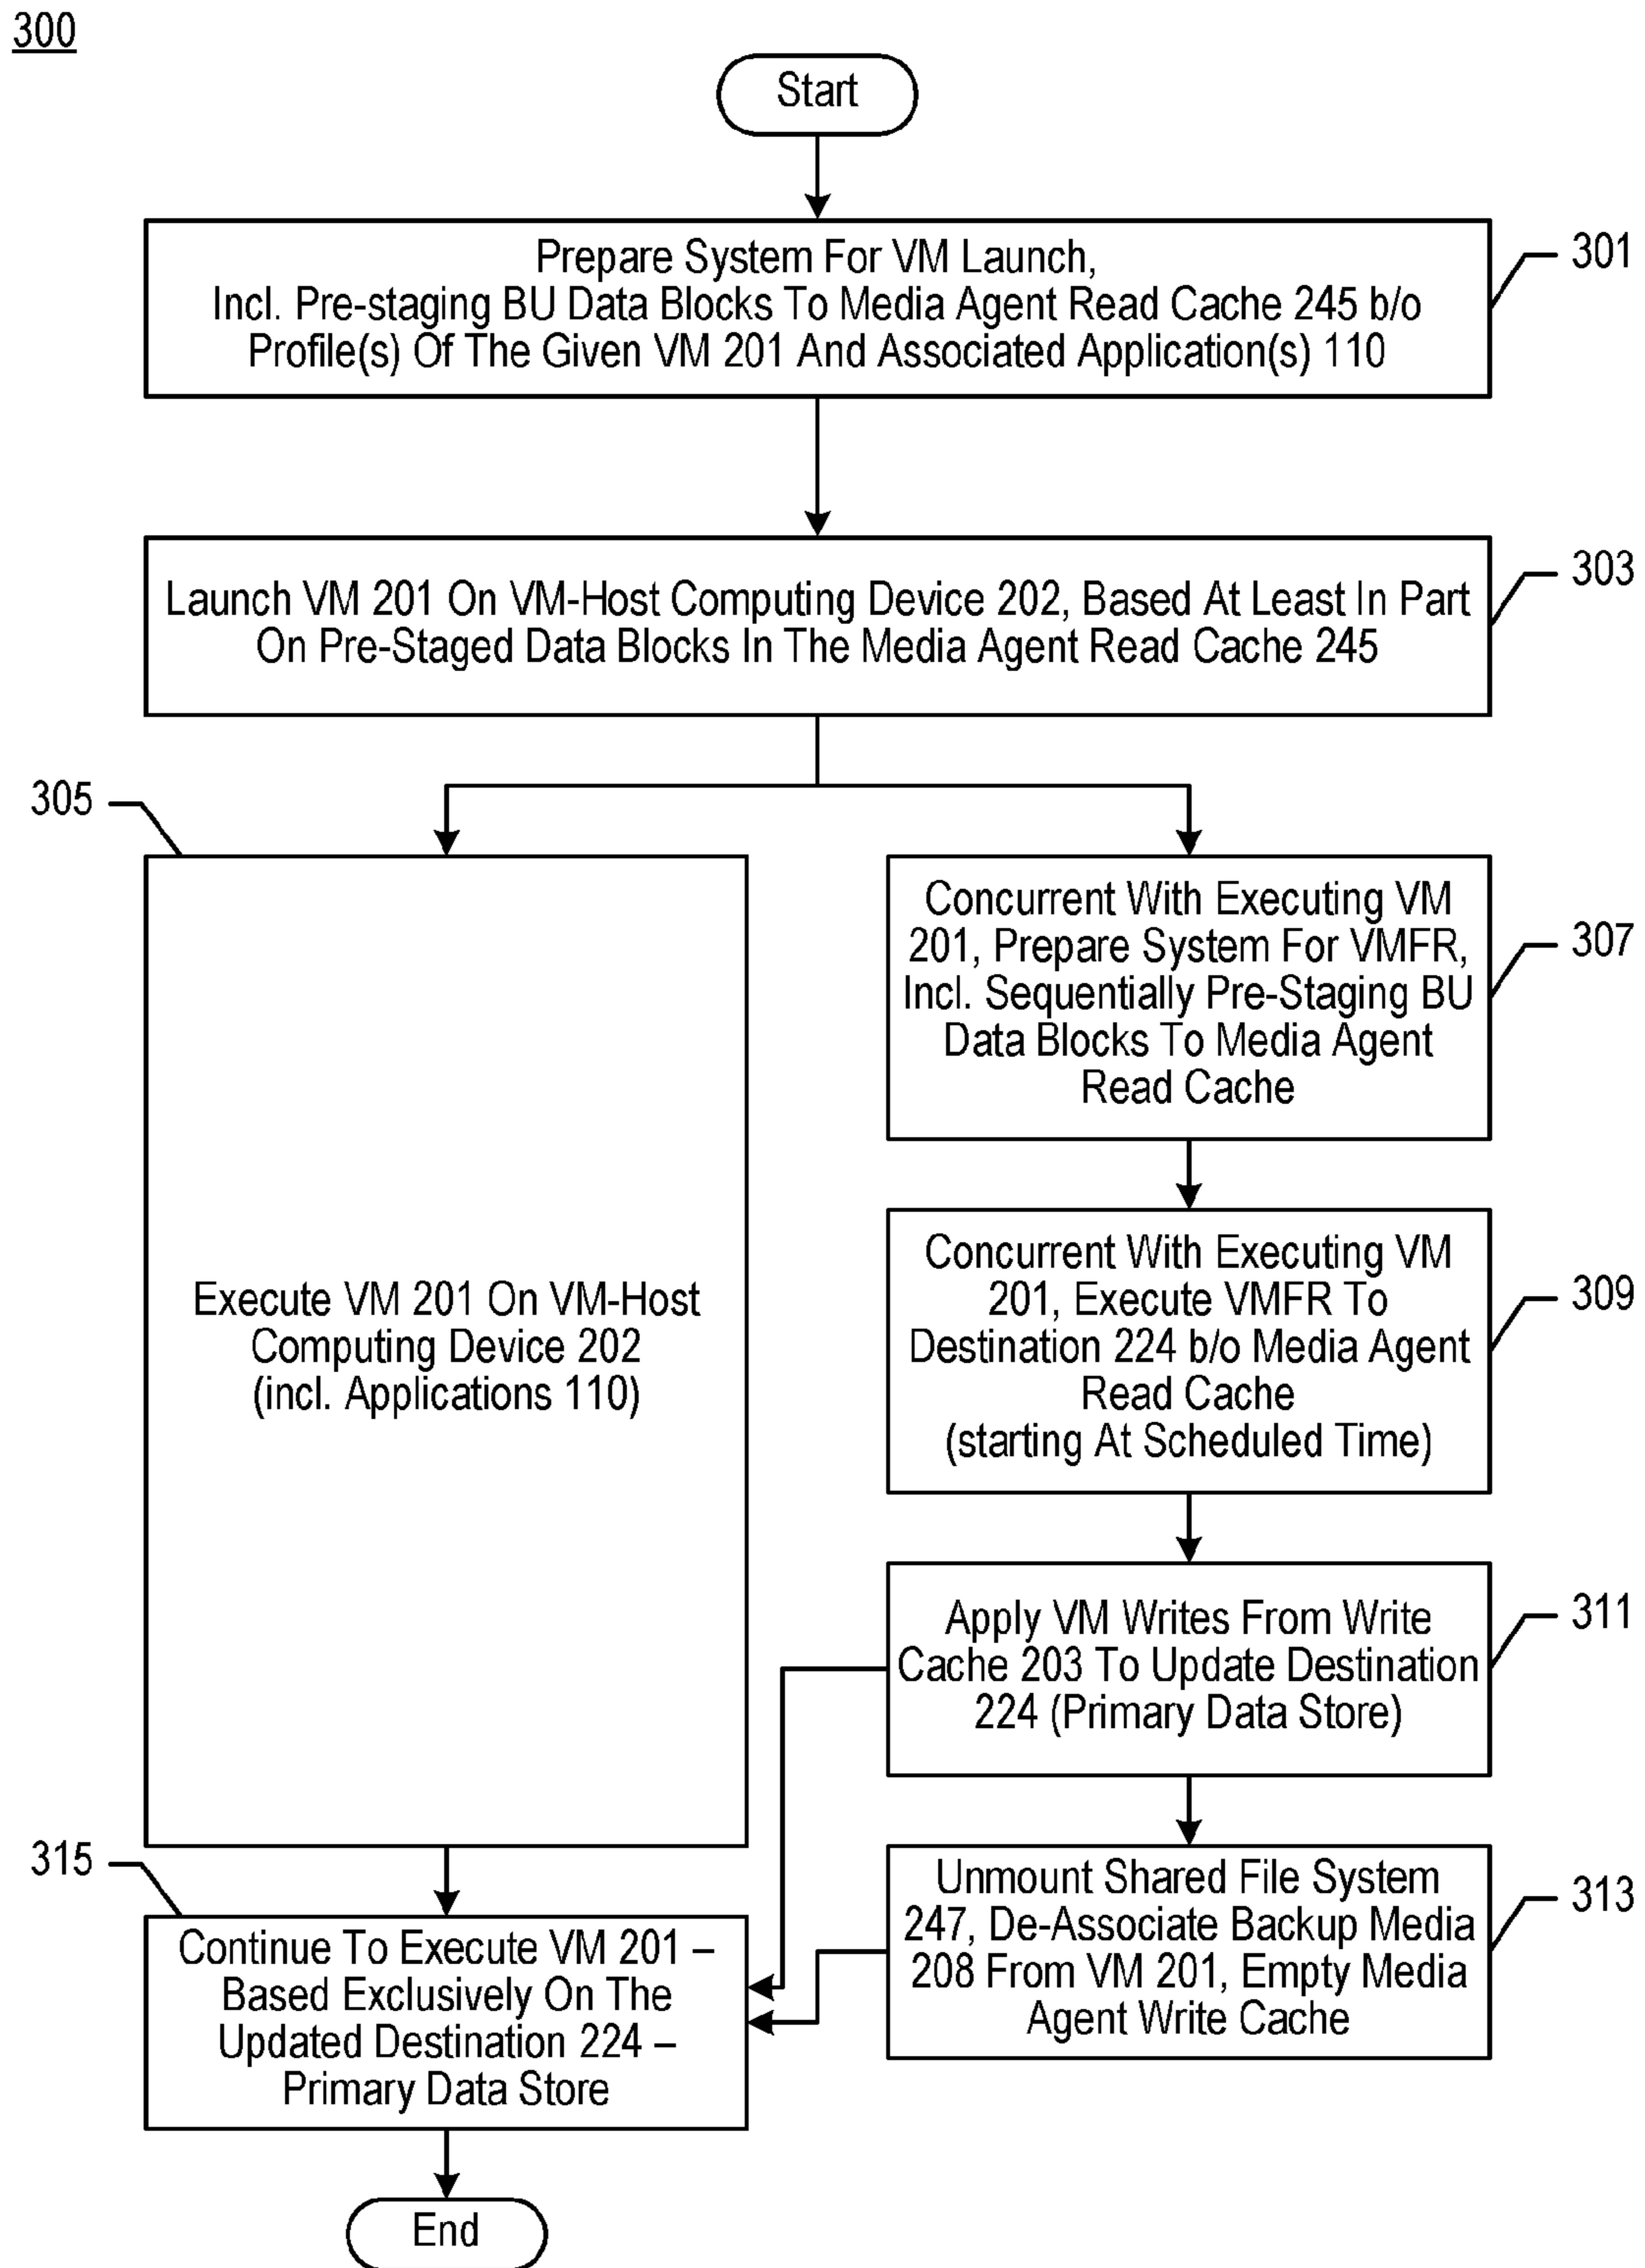 300
Start
Prepare System For VM Launch,
Incl. Pre-staging BU Data Blocks To Media Agent Read Cache 245 b/o
Profile(s) Of The Given VM 201 And Associated Application(s) 110
301
Launch VM 201 On VM-Host Computing Device 202, Based At Least In Part
On Pre-Staged Data Blocks In The Media Agent Read Cache 245
303
305
Execute VM 201 On VM-Host
Computing Device 202
(incl. Applications 110)
Concurrent With Executing VM
201, Prepare System For VMFR,
Incl. Sequentially Pre-Staging BU
Data Blocks To Media Agent
Read Cache
307
Concurrent With Executing VM
201, Execute VMFR To
Destination 224 b/o Media Agent
Read Cache
(starting At Scheduled Time)
309
Apply VM Writes From Write
Cache 203 To Update Destination
224 (Primary Data Store)
311
Unmount Shared File System
247, De-Associate Backup Media
208 From VM 201, Empty Media
Agent Write Cache
313
315
Continue To Execute VM 201 –
Based Exclusively On The
Updated Destination 224 –
Primary Data Store
End